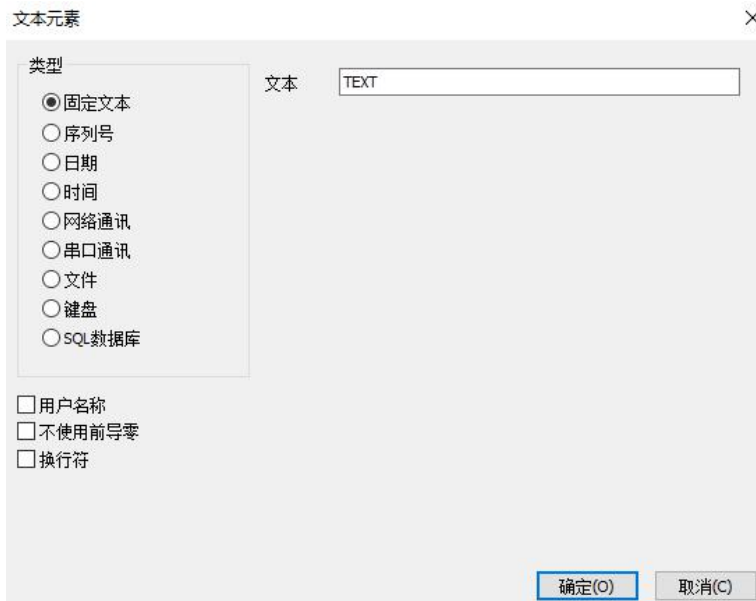 文本元素
类型
固定文本
序列号
日期
时间
网络通讯
串口通讯
文件
键盘
SQL数据库
文本
TEXT
用户名称
不使用前导零
换行符
确定(O)
取消(C)